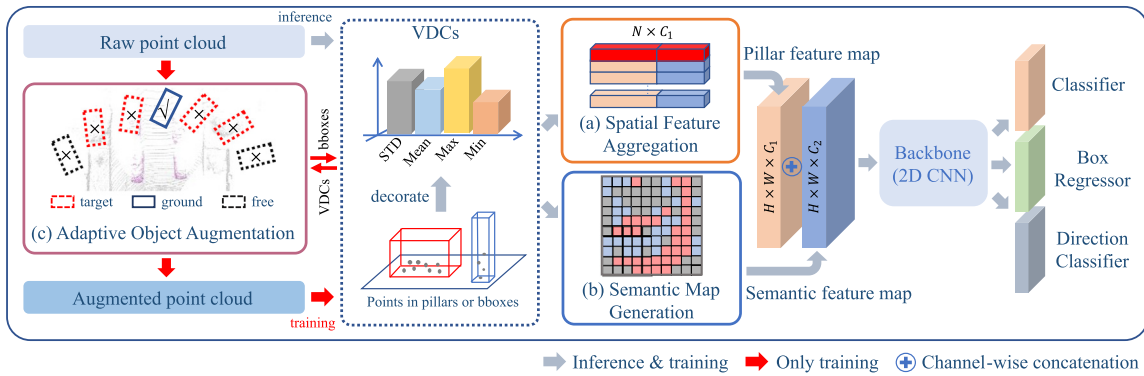 inference
Raw point cloud
target
ground
free
(c) Adaptive Object Augmentation
Augmented point cloud
training
bboxes
VDCs
VDCs
STD
Mean
Max
Min
decorate
Points in pillars or bboxes
N × C₁
(a) Spatial Feature
Aggregation
(b) Semantic Map
Generation
Pillar feature map
H × W × C₁
H × W × C₂
Semantic feature map
Backbone
(2D CNN)
Classifier
Box
Regressor
Direction
Classifier
Inference & training
Only training
Channel-wise concatenation